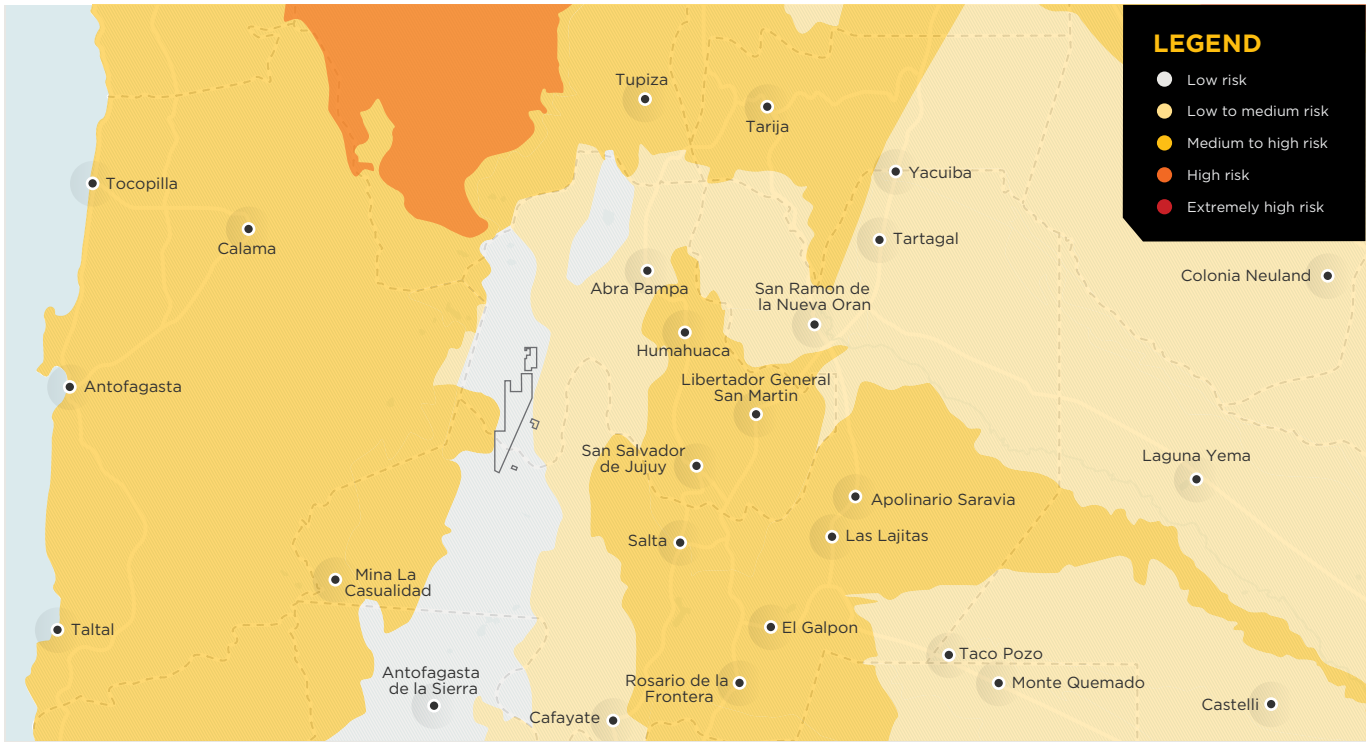 LEGEND
Low risk
Low to medium risk
Medium to high risk
High risk
Extremely high risk
Tupiza
Tarija
Yacuiba
Tocopilla
Calama
Tartagal
Colonia Neuland
Abra Pampa
San Ramon de
la Nueva Oran
Humahuaca
Antofagasta
Libertador General
San Martin
San Salvador
de Jujuy
Laguna Yema
Apolinario Saravia
Salta
Las Lajitas
Mina La
Casualidad
Taltal
El Galpon
Taco Pozo
Antofagasta
de la Sierra
Rosario de la
Frontera
Monte Quemado
Cafayate
Castelli